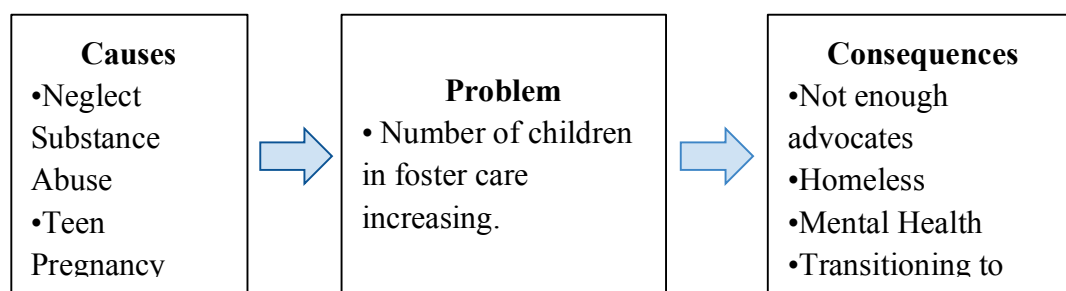 Causes
•Neglect
Substance
Abuse
•Teen
Pregnancy
Problem
• Number of children
in foster care
increasing.
Consequences
•Not enough
advocates
•Homeless
•Mental Health
•Transitioning to